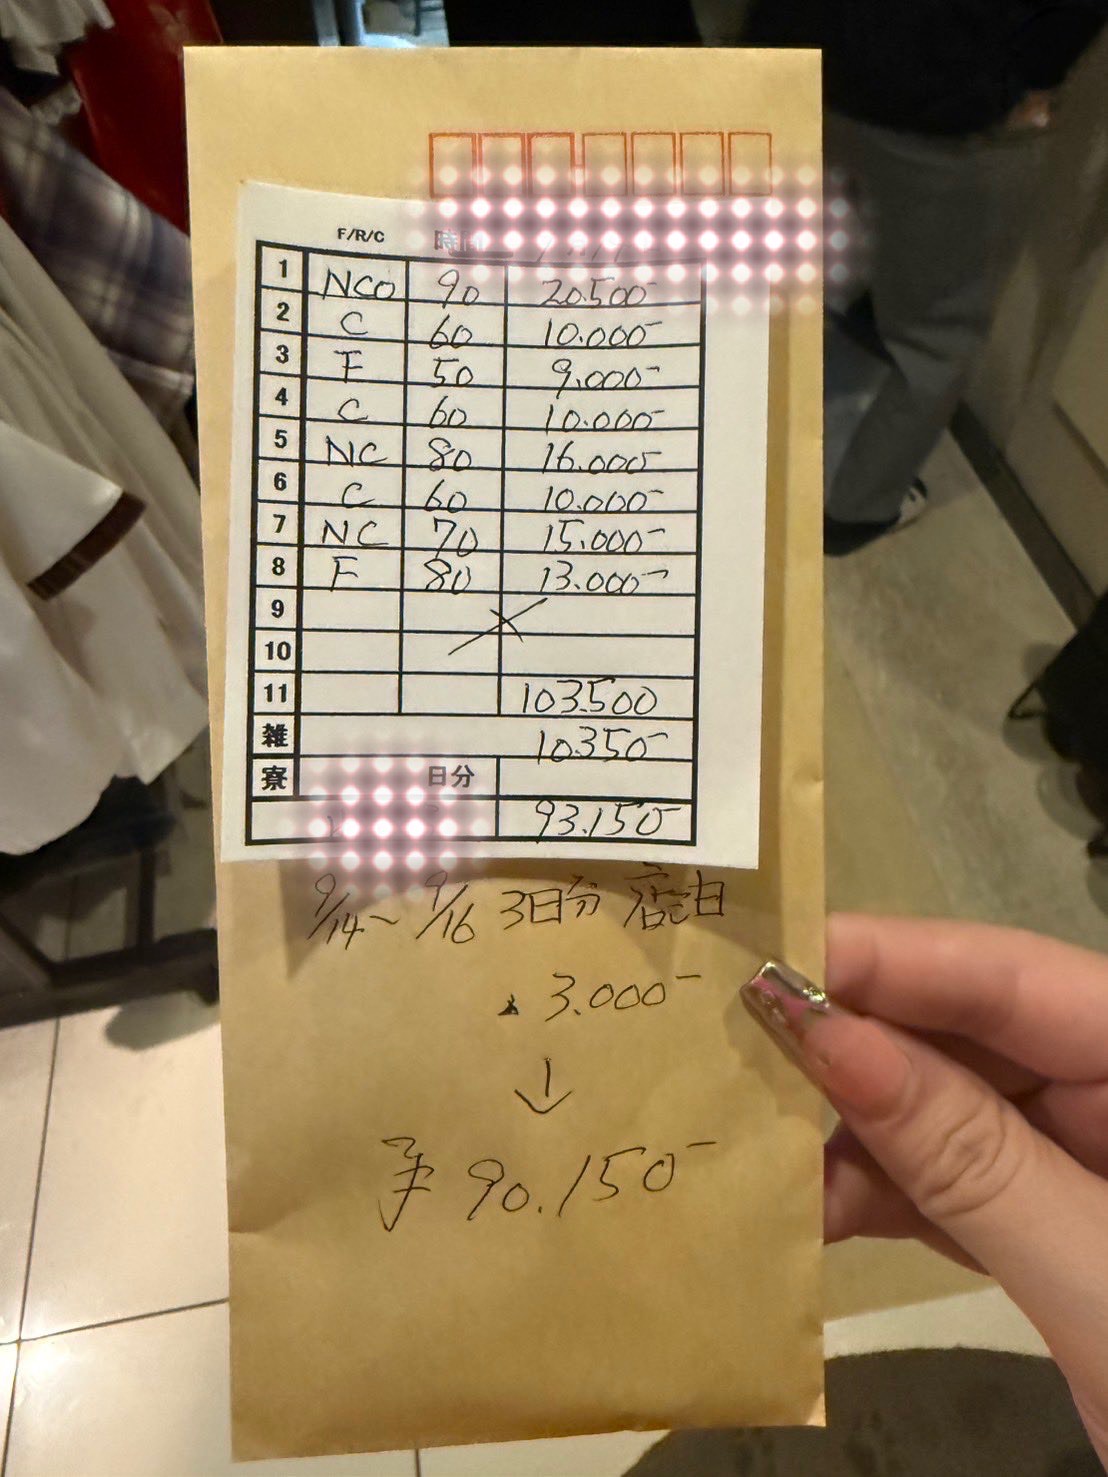 F/R/C 時間
1 NCO 90 20.500-
2 C 60 10.000-
3 F 50 9.000-
4 C 60 10.000-
5 NC 80 16.000-
6 C 60 10.000-
7 NC 70 15.000-
8 F 80 13.000-
9
10
11 103.500
雑 10.350-
寮 日分
93.150-
9/14~9/16 3日分 店泊
▲ 3.000-
↓
¥ 90.150-